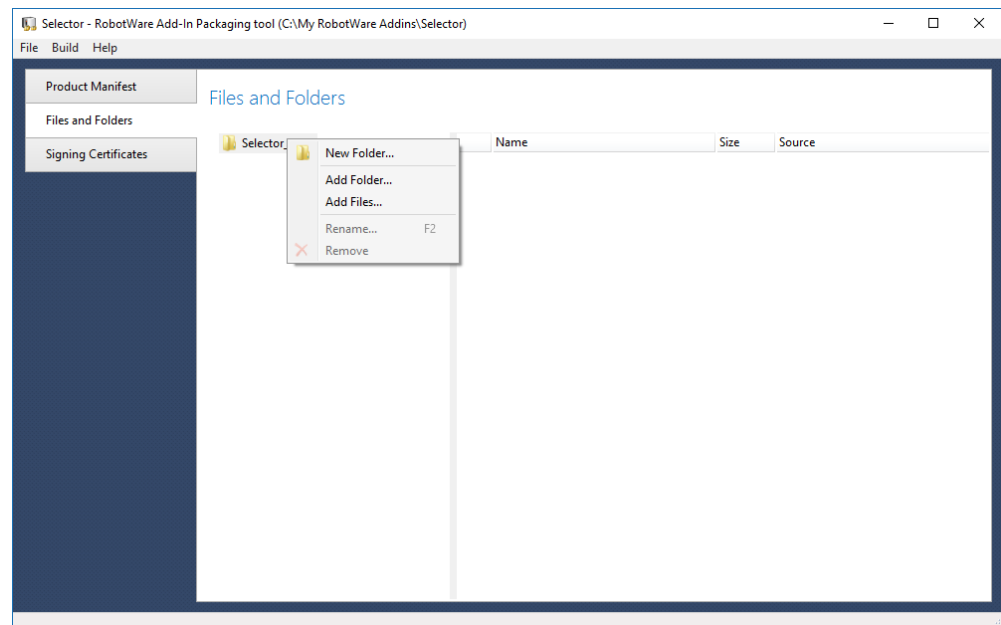 Selector - RobotWare Add-In Packaging tool (C:\My RobotWare Addins\Selector)
File Build Help
Product Manifest
Files and Folders
Signing Certificates
Files and Folders
Selector_
Name Size Source
New Folder...
Add Folder...
Add Files...
Rename... F2
Remove